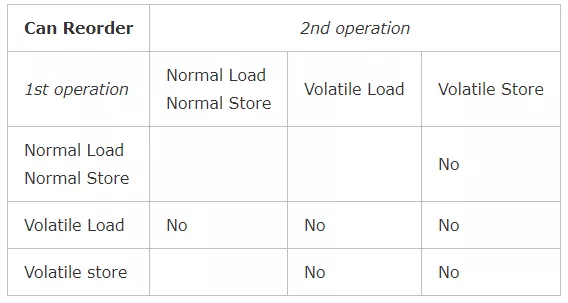 Can Reorder 2nd operation
1st operation
Normal Load
Normal Store
Volatile Load
Volatile Store
Normal Load
Normal Store
No
Volatile Load No No No
Volatile store No No